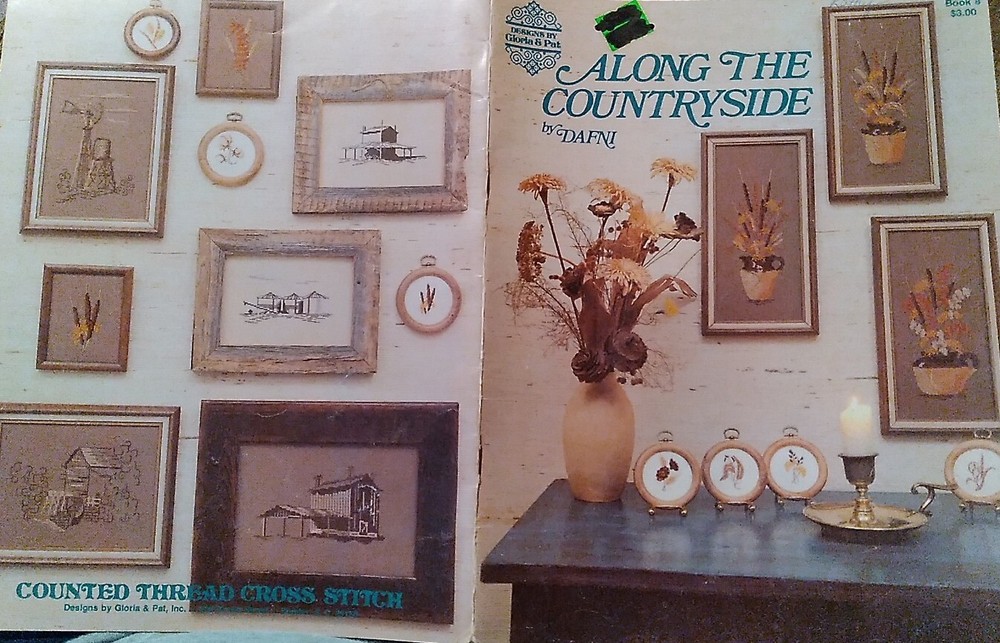 DESIGNS BY
Gloria & Pat
Book 8
$3.00
ALONG THE
COUNTRYSIDE
by DAFNI
COUNTED THREAD CROSS STITCH
Designs by Gloria & Pat, Inc.